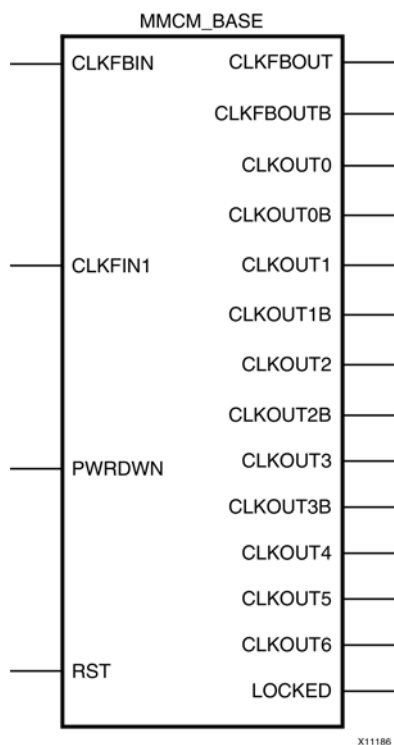 MMCM_BASE
CLKFBIN
CLKFBOUT
CLKFBOUTB
CLKOUT0
CLKOUT0B
CLKFIN1
CLKOUT1
CLKOUT1B
CLKOUT2
CLKOUT2B
PWRDWN
CLKOUT3
CLKOUT3B
CLKOUT4
CLKOUT5
CLKOUT6
RST
LOCKED
X11186